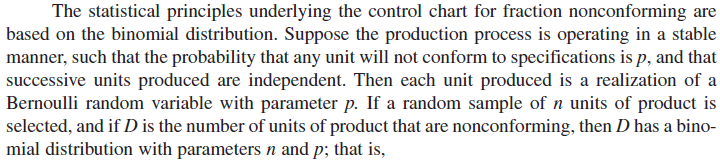 The statistical principles underlying the control chart for fraction nonconforming are
based on the binomial distribution. Suppose the production process is operating in a stable
manner, such that the probability that any unit will not conform to specifications is p, and that
successive units produced are independent. Then each unit produced is a realization of a
Bernoulli random variable with parameter p. If a random sample of n units of product is
selected, and if D is the number of units of product that are nonconforming, then D has a bino-
mial distribution with parameters n and p; that is,